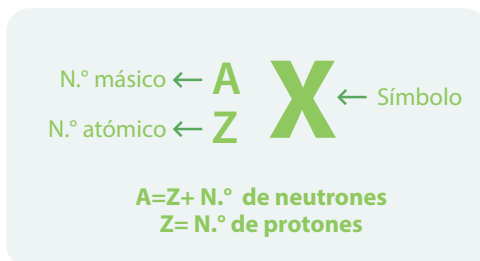 N.° másico ← A
X ← Símbolo
N.° atómico ← Z
A=Z+ N.° de neutrones
Z= N.° de protones